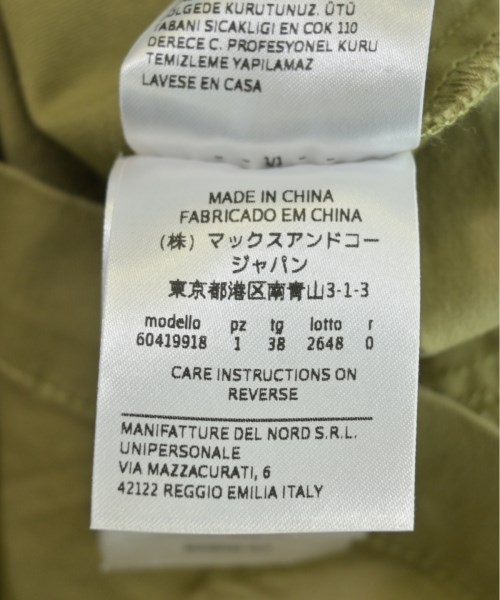 GEDE KURUTUNUZ. ÜTÜ
TABANI SICAKLIGI EN COK 110
DERECE C. PROFESYONEL KURU
TEMIZLEME YAPILAMAZ
LAVESE EN CASA
MADE IN CHINA
FABRICADO EM CHINA
(株) マックスアンドコー
ジャパン
東京都港区南青山3-1-3
modello pz tg lotto r
60419918 1 38 2648 0
CARE INSTRUCTIONS ON
REVERSE
MANIFATTURE DEL NORD S.R.L.
UNIPERSONALE
VIA MAZZACURATI, 6
42122 REGGIO EMILIA ITALY